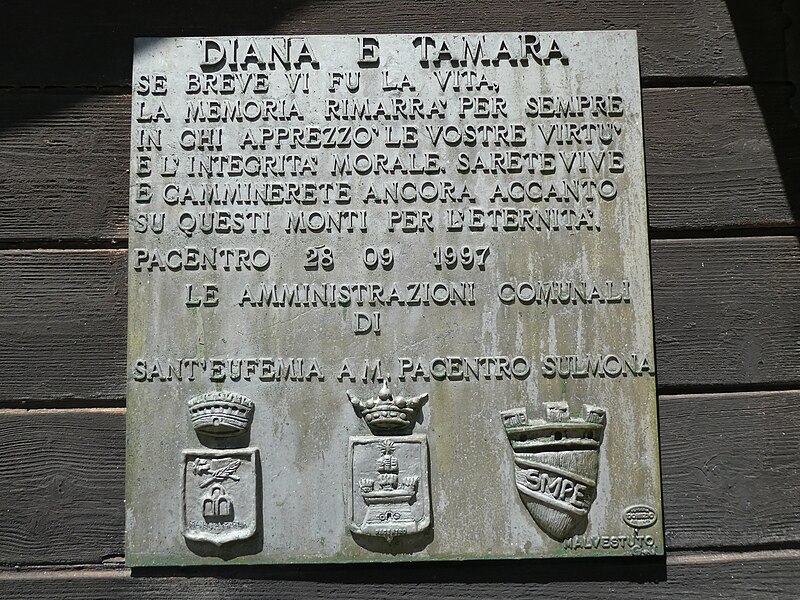 DIANA E TAMARA
SE BREVE VI FU LA VITA,
LA MEMORIA RIMARRA' PER SEMPRE
IN CHI APPREZZO' LE VOSTRE VIRTU'
E L'INTEGRITA' MORALE. SARETE VIVE
E CAMMINERETE ANCORA ACCANTO
SU QUESTI MONTI PER L'ETERNITA'.
PACENTRO 28 09 1997
LE AMMINISTRAZIONI COMUNALI
DI
SANT'EUFEMIA A M. PACENTRO SULMONA
SMPE
MALVESTUTO